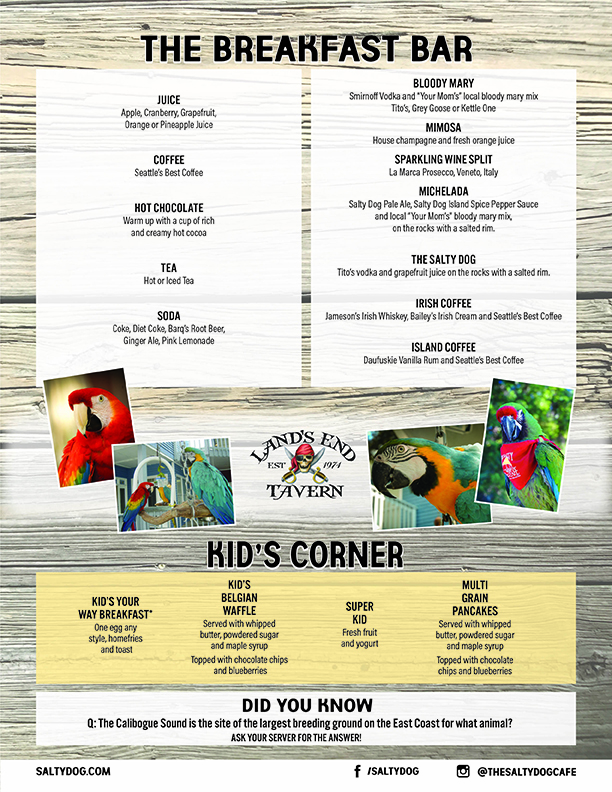 THE BREAKFAST BAR
JUICE
Apple, Cranberry, Grapefruit,
Orange or Pineapple Juice
COFFEE
Seattle's Best Coffee
HOT CHOCOLATE
Warm up with a cup of rich
and creamy hot cocoa
TEA
Hot or Iced Tea
SODA
Coke, Diet Coke, Barq's Root Beer,
Ginger Ale, Pink Lemonade
BLOODY MARY
Smirnoff Vodka and "Your Mom's" local bloody mary mix
Tito's, Grey Goose or Kettle One
MIMOSA
House champagne and fresh orange juice
SPARKLING WINE SPLIT
La Marca Prosecco, Veneto, Italy
MICHELADA
Salty Dog Pale Ale, Salty Dog Island Spice Pepper Sauce
and local "Your Mom's" bloody mary mix,
on the rocks with a salted rim.
THE SALTY DOG
Tito's vodka and grapefruit juice on the rocks with a salted rim.
IRISH COFFEE
Jameson's Irish Whiskey, Bailey's Irish Cream and Seattle's Best Coffee
ISLAND COFFEE
Daufuskie Vanilla Rum and Seattle's Best Coffee
LAND'S END
EST 1974
TAVERN
KID'S CORNER
KID'S YOUR
WAY BREAKFAST*
One egg any
style, homefries
and toast
KID'S
BELGIAN
WAFFLE
Served with whipped
butter, powdered sugar
and maple syrup
Topped with chocolate chips
and blueberries
SUPER
KID
Fresh fruit
and yogurt
MULTI
GRAIN
PANCAKES
Served with whipped
butter, powdered sugar
and maple syrup
Topped with chocolate
chips and blueberries
DID YOU KNOW
Q: The Calibogue Sound is the site of the largest breeding ground on the East Coast for what animal?
ASK YOUR SERVER FOR THE ANSWER!
SALTYDOG.COM
/SALTYDOG
@THESALTYDOGCAFE